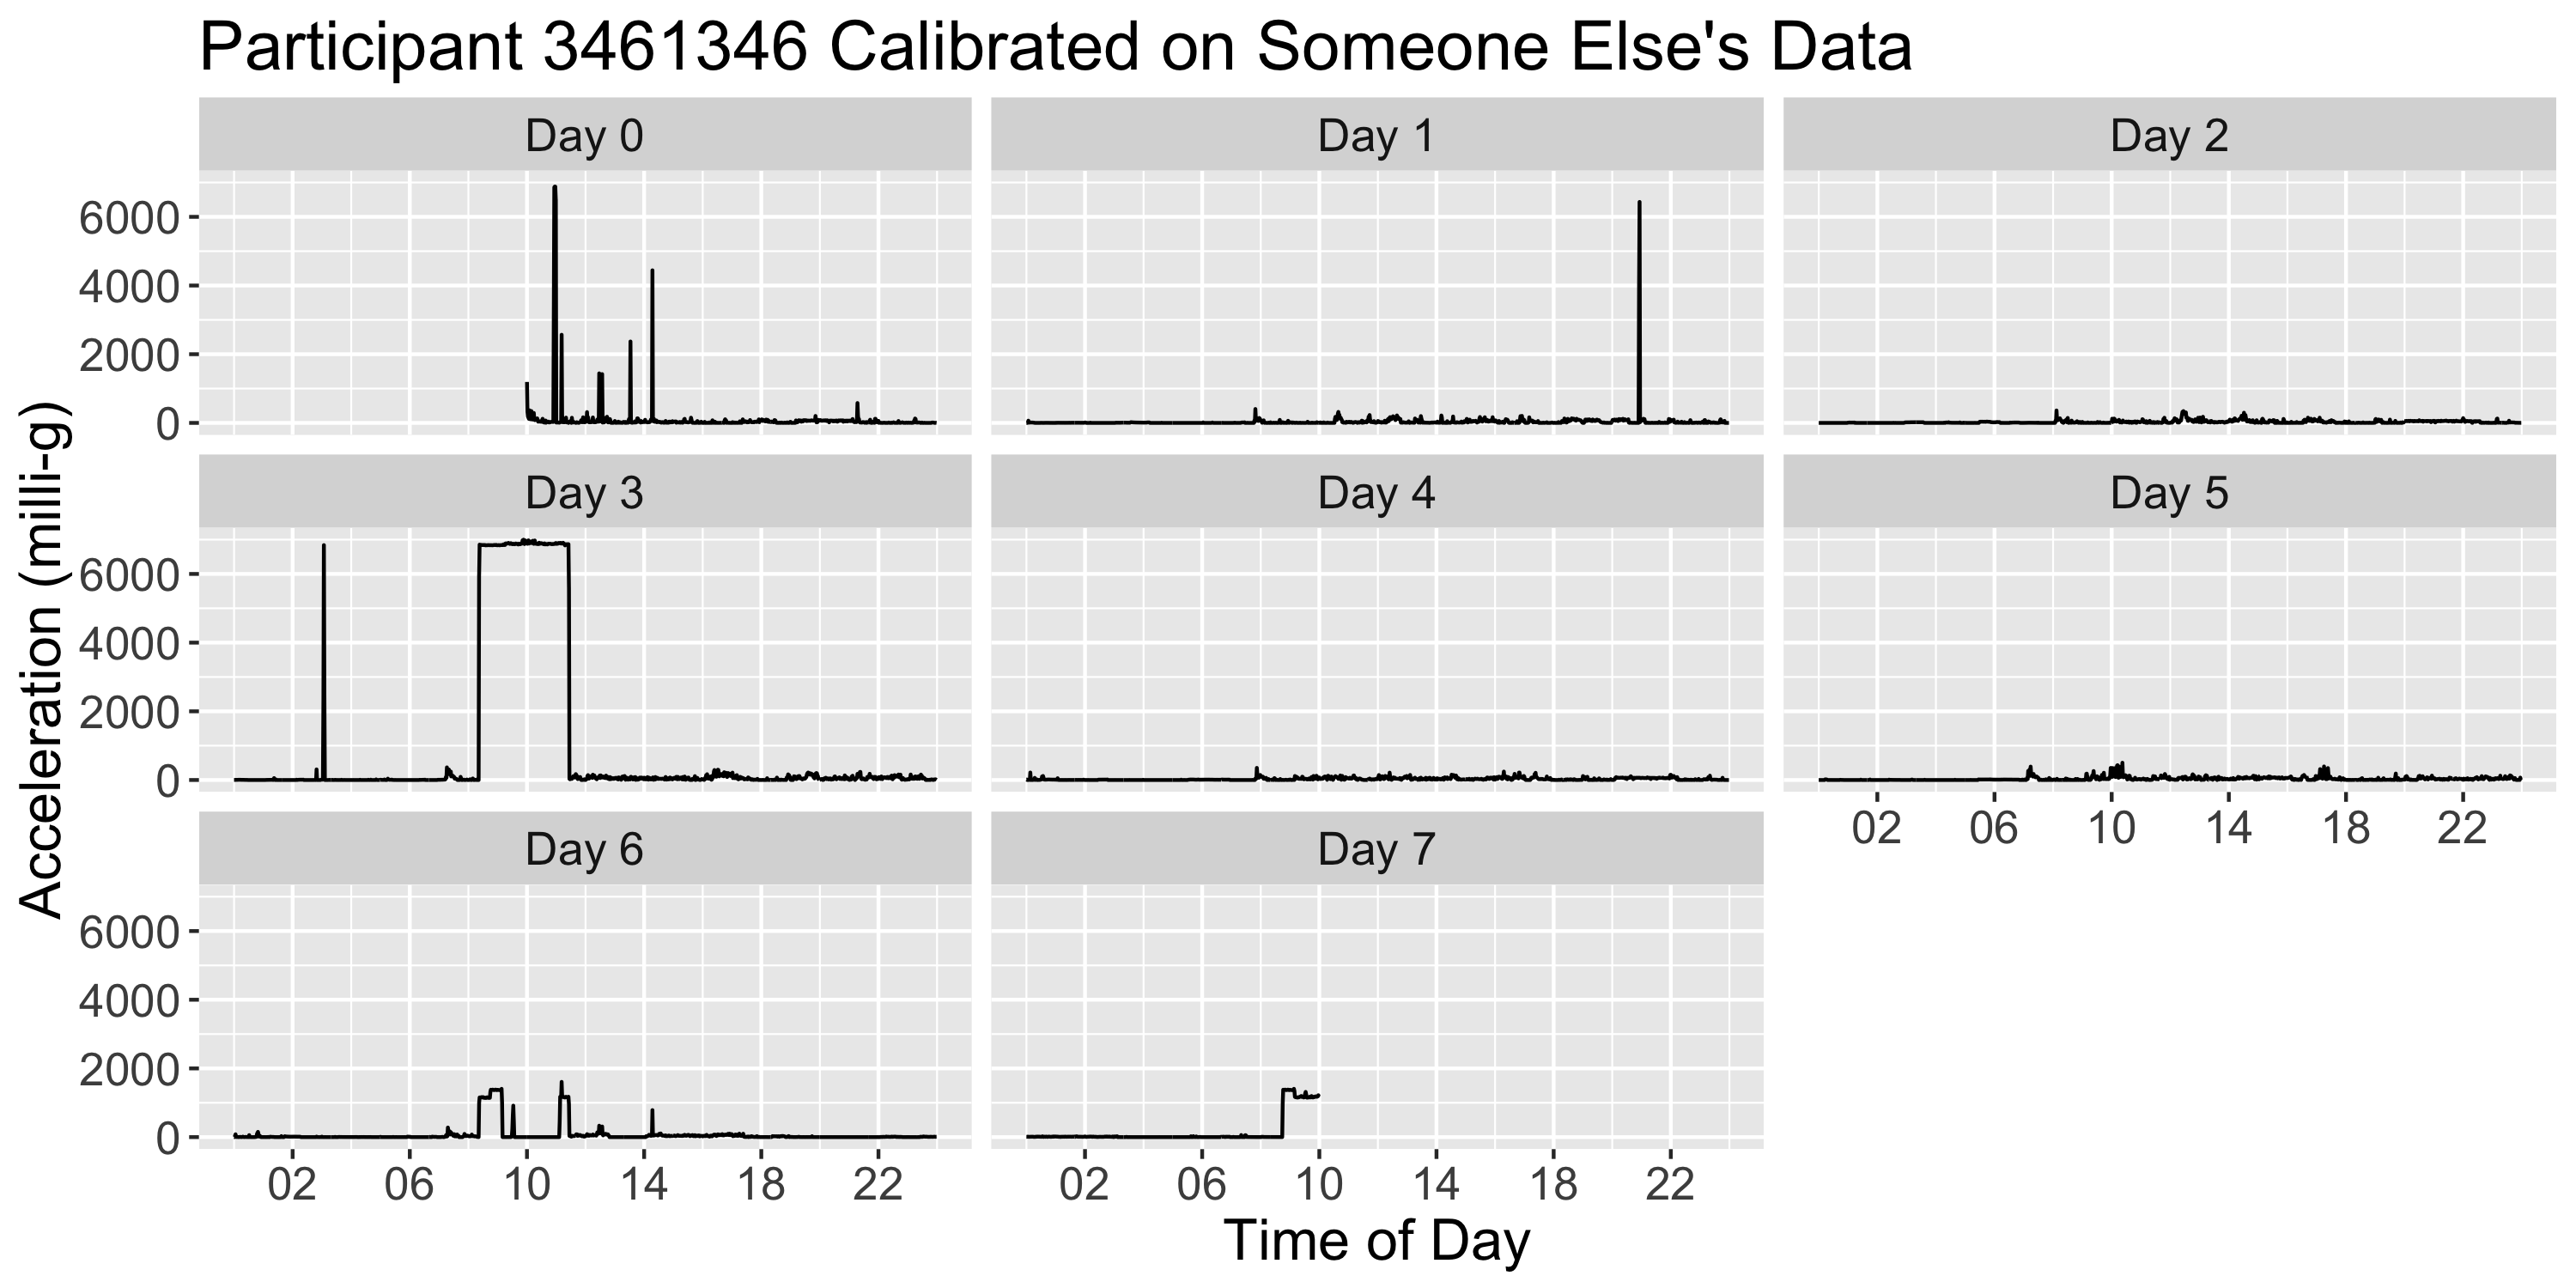 Participant 3461346 Calibrated on Someone Else's Data
Day 0 Day 1 Day 2
6000
4000
2000
0
Day 3 Day 4 Day 5
6000
4000
2000
0
02 06 10 14 18 22
Day 6 Day 7
6000
4000
2000
0
02 06 10 14 18 22 02 06 10 14 18 22
Time of Day
Acceleration (milli-g)